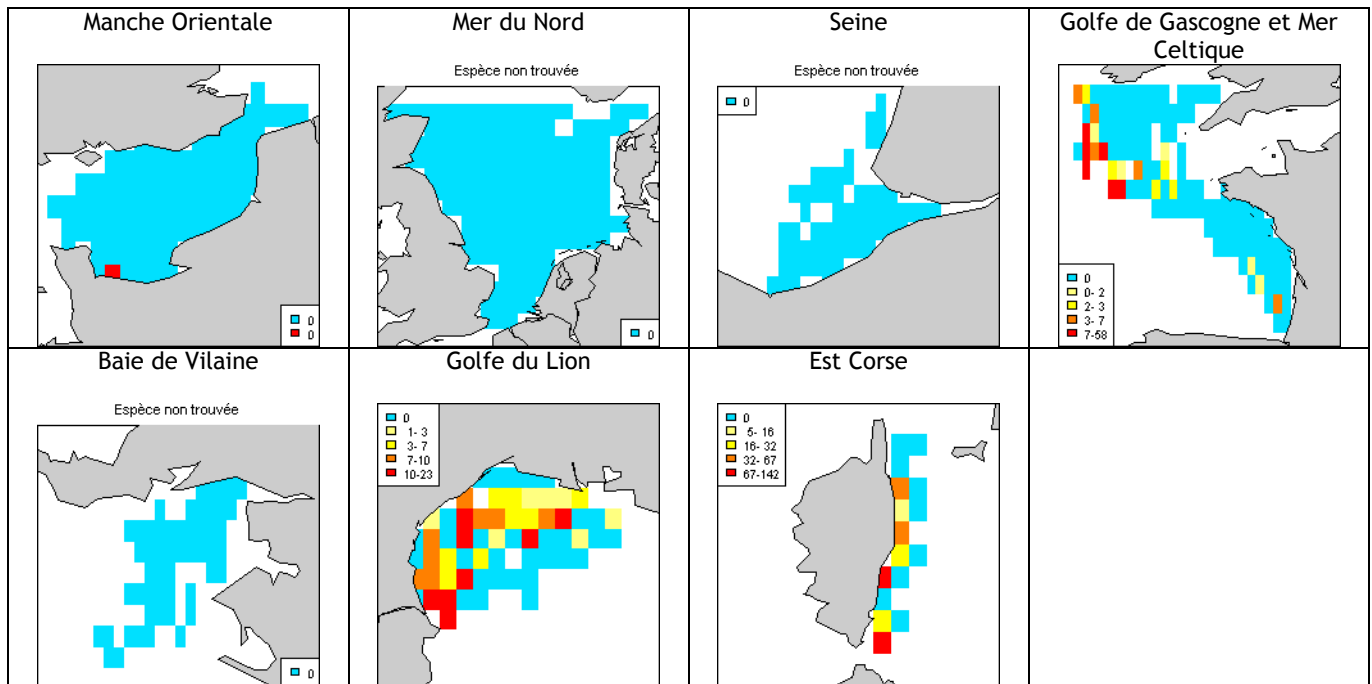 Manche Orientale
0
0
Mer du Nord
Espèce non trouvée
0
Seine
Espèce non trouvée
0
Golfe de Gascogne et Mer
Celtique
0
0- 2
2- 3
3- 7
7-58
Baie de Vilaine
Espèce non trouvée
0
Golfe du Lion
0
1- 3
3- 7
7-10
10-23
Est Corse
0
5- 16
16- 32
32- 67
67-142